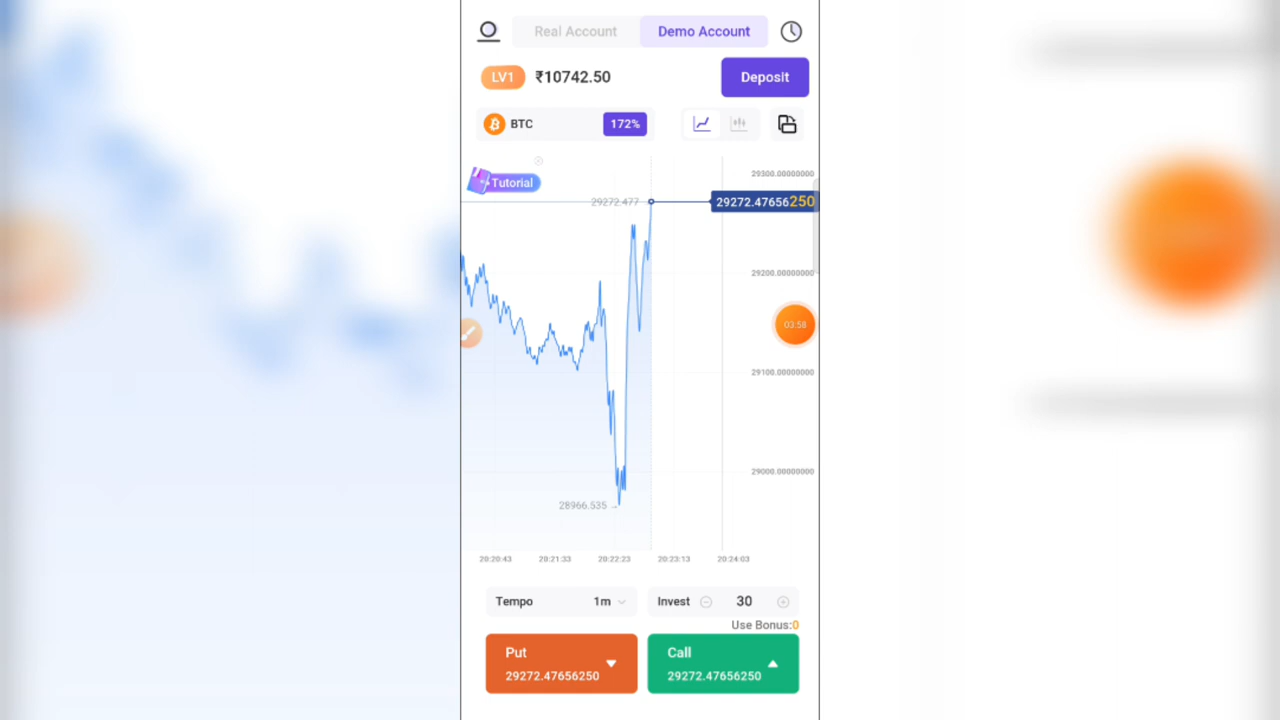 Real Account
Demo Account
LV1
₹10742.50
Deposit
BTC
172%
Tutorial
29300.00000000
29272.477
29272.47656250
29200.00000000
03:58
29100.00000000
29000.00000000
28966.535
20:20:43
20:21:33
20:22:23
20:23:13
20:24:03
Tempo
1m
Invest
30
Use Bonus:0
Put
29272.47656250
Call
29272.47656250